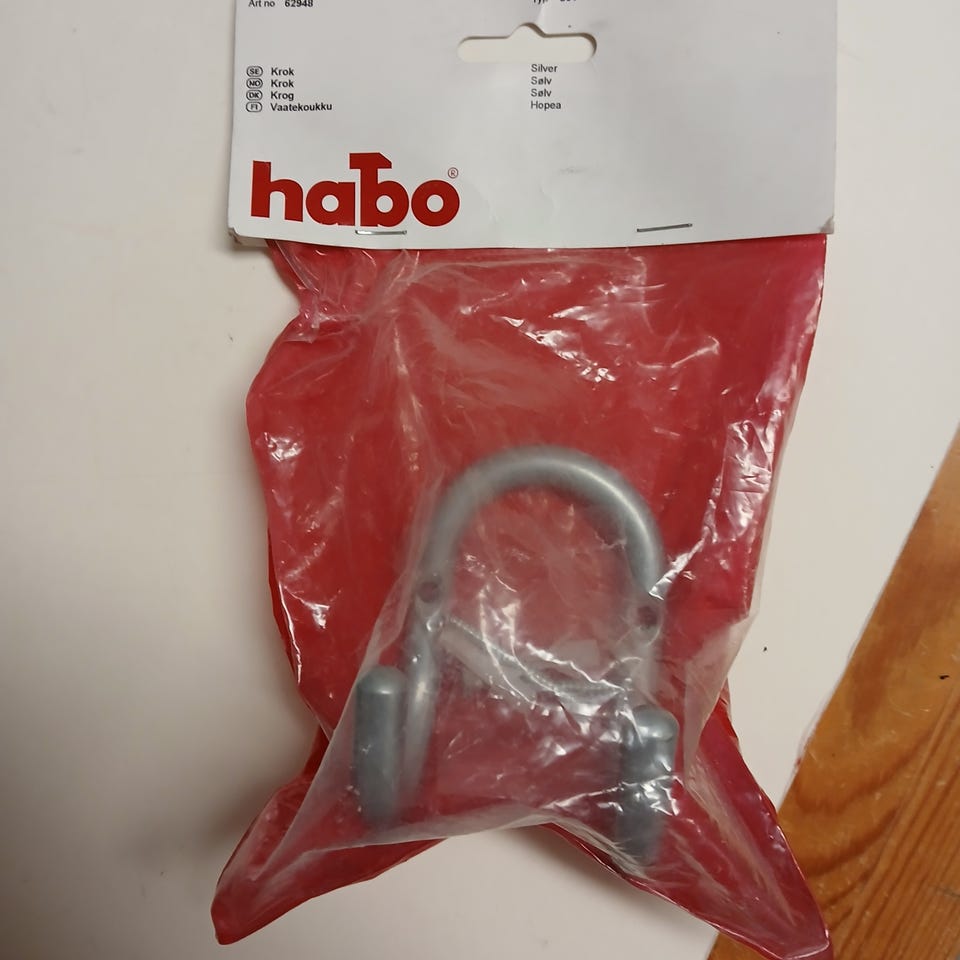 Art no 62948
SE Krok Silver
NO Krok Sølv
DK Krog Sølv
FI Vaatekoukku Hopea
habo®